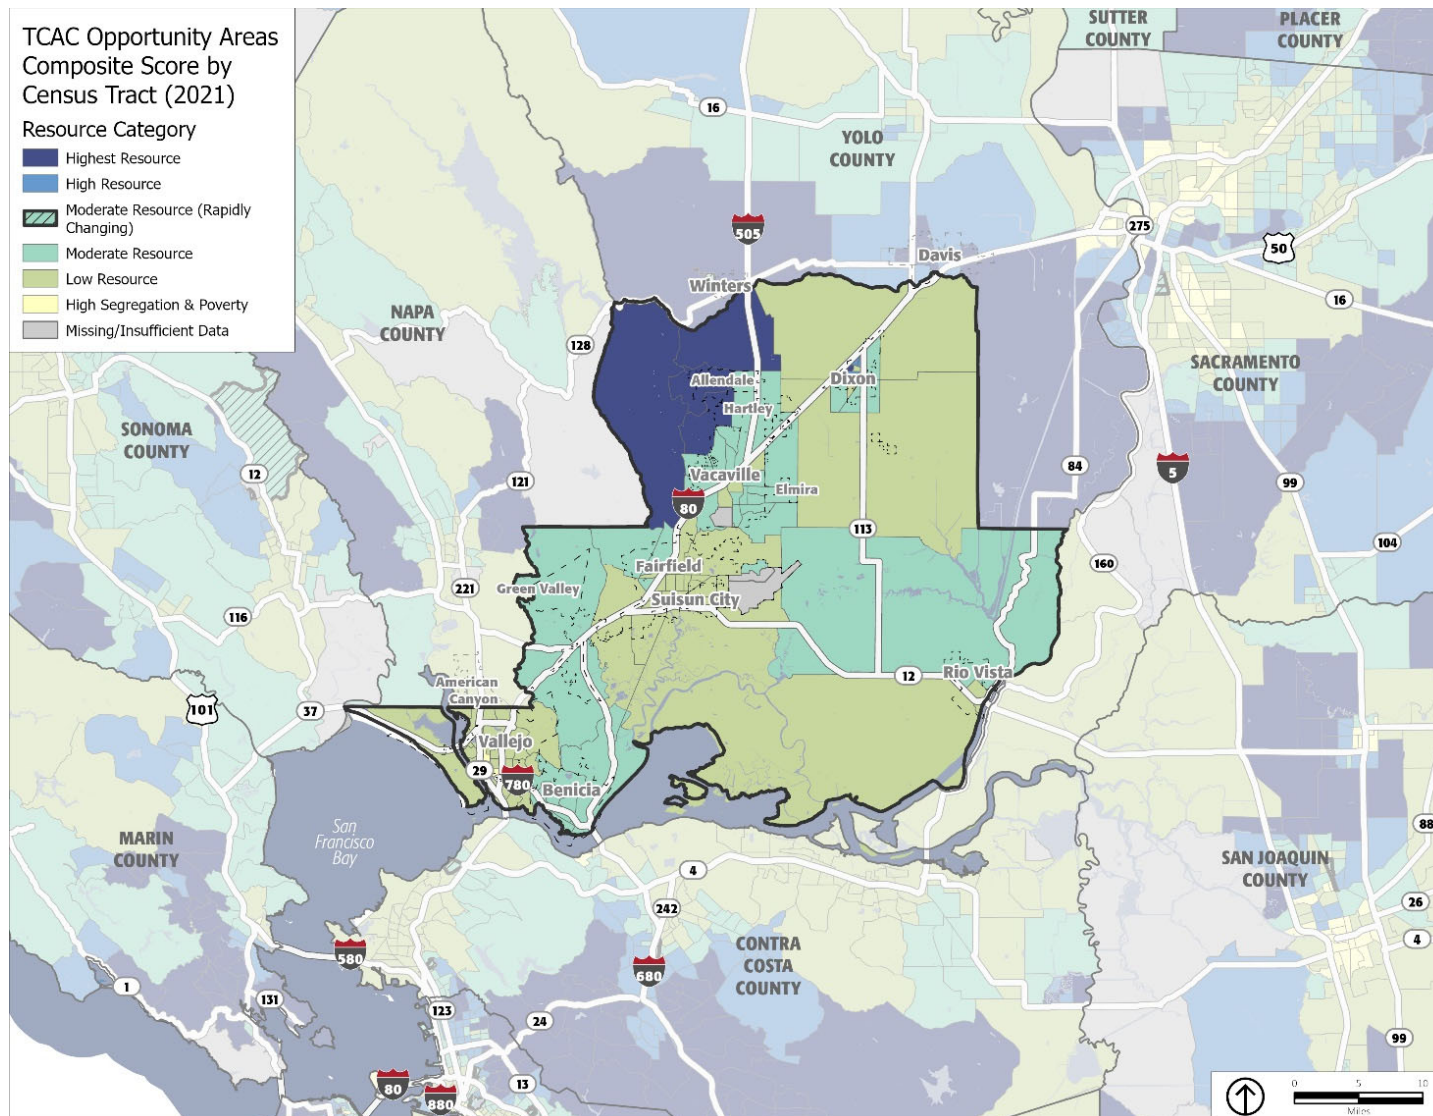 TCAC Opportunity Areas
Composite Score by
Census Tract (2021)
Resource Category
Highest Resource
High Resource
Moderate Resource (Rapidly
Changing)
Moderate Resource
Low Resource
High Segregation & Poverty
Missing/Insufficient Data
SUTTER
COUNTY
PLACER
COUNTY
16
YOLO
COUNTY
505
275
50
Davis
Winters
16
NAPA
COUNTY
128
SACRAMENTO
COUNTY
Allendale
Dixon
Hartley
SONOMA
COUNTY
12
121
Vacaville
Elmira
80
84
5
99
113
104
160
Fairfield
Green Valley
Suisun City
221
116
American
Canyon
12
Rio Vista
101
37
Vallejo
29
780
Benicia
San
Francisco
Bay
MARIN
COUNTY
88
SAN JOAQUIN
COUNTY
4
242
26
4
CONTRA
COSTA
COUNTY
580
680
1
131
123
24
99
13
80
880
0 5 10
Miles